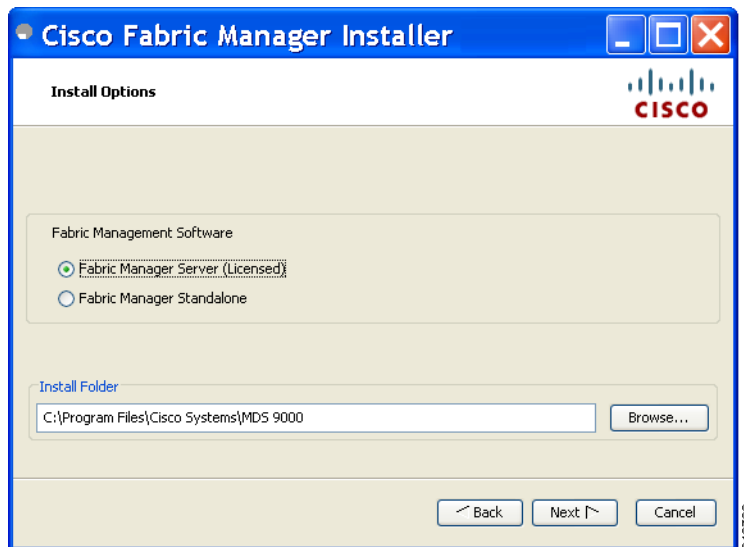 Cisco Fabric Manager Installer
Install Options
CISCO
Fabric Management Software
Fabric Manager Server (Licensed)
Fabric Manager Standalone
Install Folder
C:\Program Files\Cisco Systems\MDS 9000
Browse...
Back
Next
Cancel